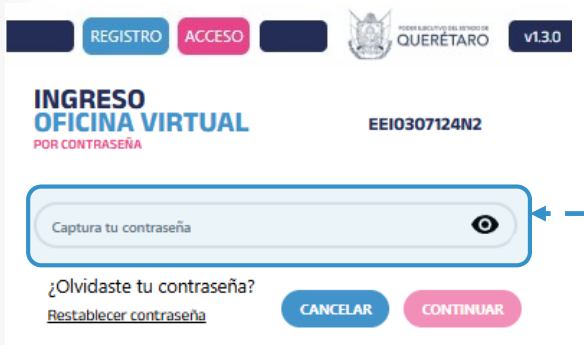 REGISTRO ACCESO PODER EJECUTIVO DEL ESTADO DE
QUERÉTARO v1.3.0
INGRESO
OFICINA VIRTUAL EEI0307124N2
POR CONTRASEÑA
Captura tu contraseña
¿Olvidaste tu contraseña?
Restablecer contraseña CANCELAR CONTINUAR